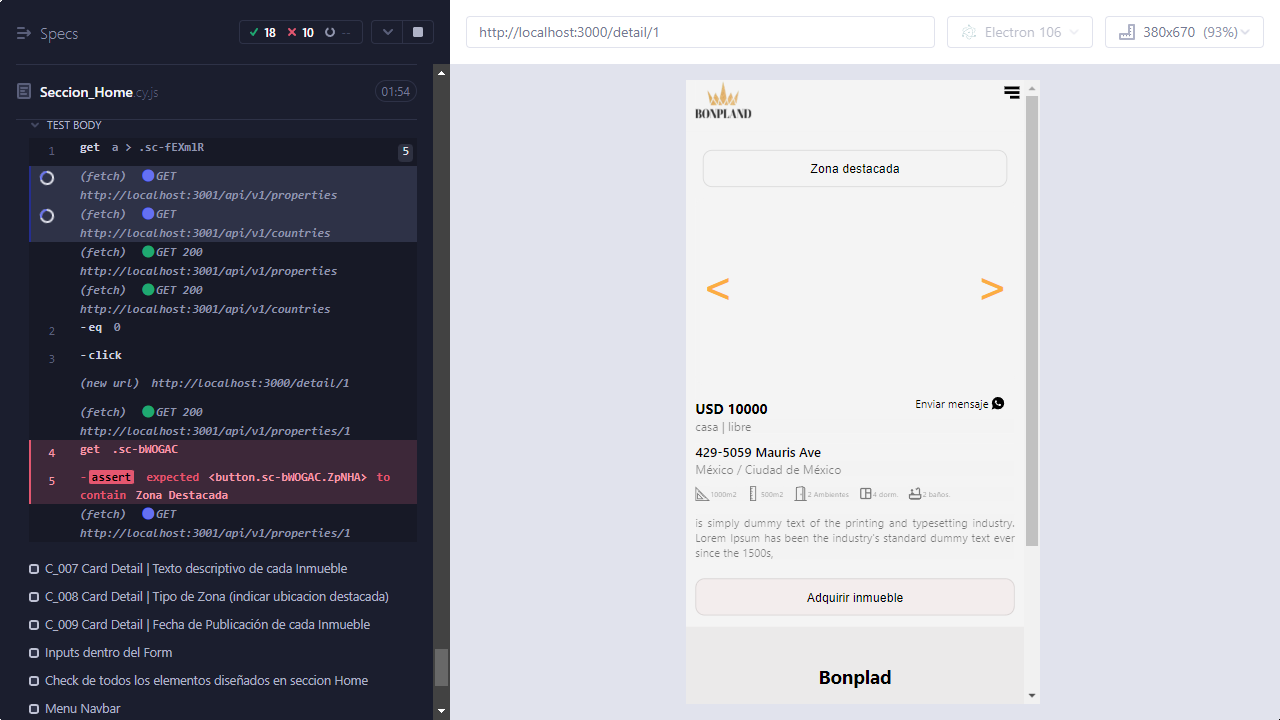 Specs
18
10
--
Seccion_Home.cy.js
01:54
TEST BODY
1 get a > .sc-fEXmlR 5
(fetch) GET
http://localhost:3001/api/v1/properties
(fetch) GET
http://localhost:3001/api/v1/countries
(fetch) GET 200
http://localhost:3001/api/v1/properties
(fetch) GET 200
http://localhost:3001/api/v1/countries
2 -eq 0
3 -click
(new url) http://localhost:3000/detail/1
(fetch) GET 200
http://localhost:3001/api/v1/properties/1
4 get .sc-bWOGAC
5 -assert expected <button.sc-bWOGAC.ZpNHA> to
contain Zona Destacada
(fetch) GET
http://localhost:3001/api/v1/properties/1
C_007 Card Detail | Texto descriptivo de cada Inmueble
C_008 Card Detail | Tipo de Zona (indicar ubicacion destacada)
C_009 Card Detail | Fecha de Publicación de cada Inmueble
Inputs dentro del Form
Check de todos los elementos diseñados en seccion Home
Menu Navbar
http://localhost:3000/detail/1
Electron 106
380x670 (93%)
BONPLAND
Zona destacada
< >
USD 10000
Enviar mensaje
casa | libre
429-5059 Mauris Ave
México / Ciudad de México
1000m2 500m2 2 Ambientes 4 dorm. 2 baños.
is simply dummy text of the printing and typesetting industry.
Lorem Ipsum has been the industry's standard dummy text ever
since the 1500s,
Adquirir inmueble
Bonplad